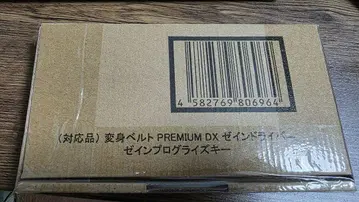 4 582769 806964
(対応品) 変身ベルト PREMIUM DX ゼインドライバー
ゼインプログライズキー